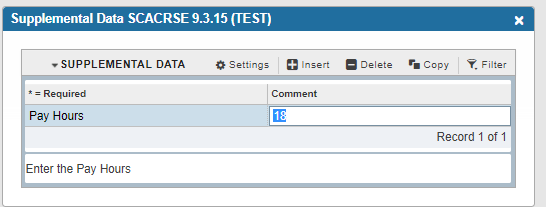 Supplemental Data SCACRSE 9.3.15 (TEST)
SUPPLEMENTAL DATA Settings Insert Delete Copy Filter
* = Required Comment
Pay Hours 18
Record 1 of 1
Enter the Pay Hours